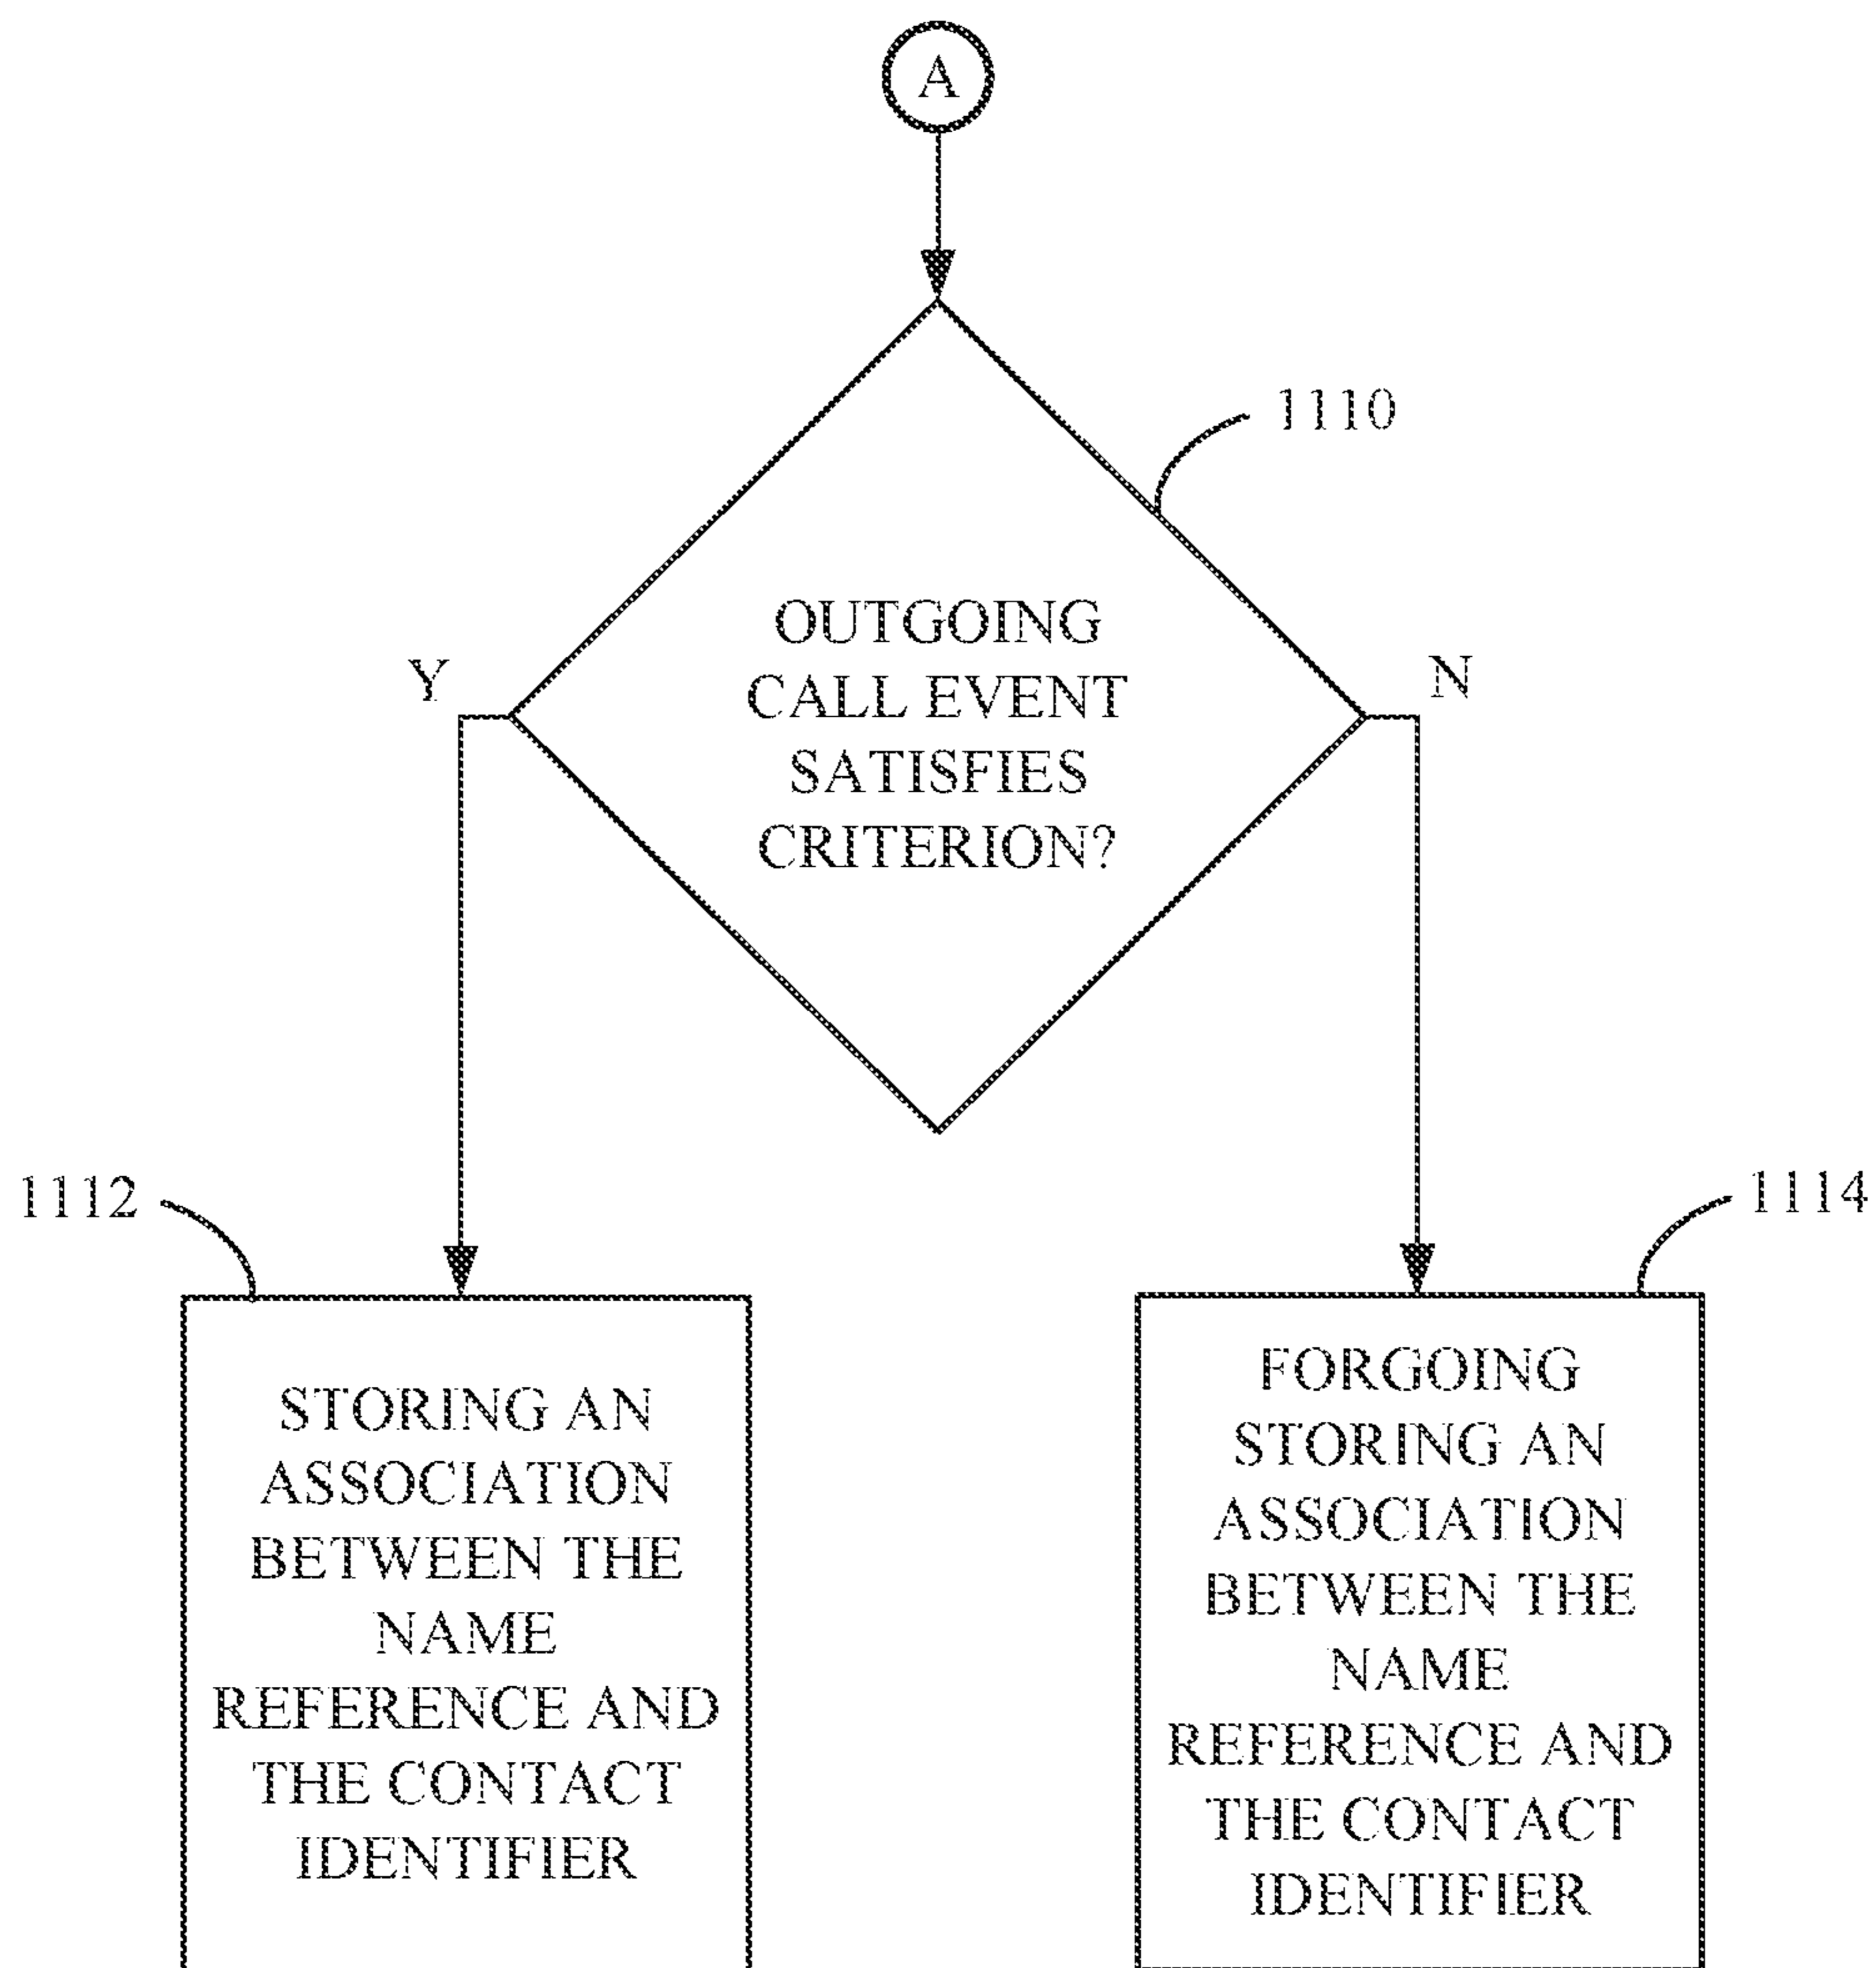 A
1110
OUTGOING
CALL EVENT
SATISFIES
CRITERION?
Y
N
1112
1114
STORING AN
ASSOCIATION
BETWEEN THE
NAME
REFERENCE AND
THE CONTACT
IDENTIFIER
FORGOING
STORING AN
ASSOCIATION
BETWEEN THE
NAME
REFERENCE AND
THE CONTACT
IDENTIFIER